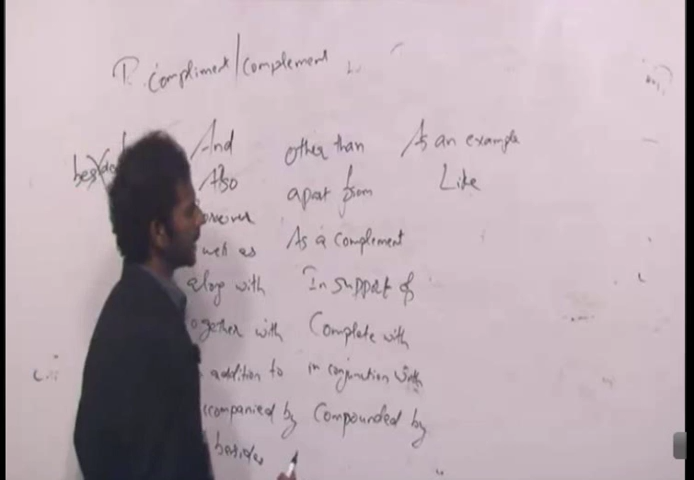 P. compliment/complement
And other than As an example
Also apart from Like
well as As a complement
along with In support of
together with Complete with
addition to in conjunction with
accompanied by Compounded by
besides